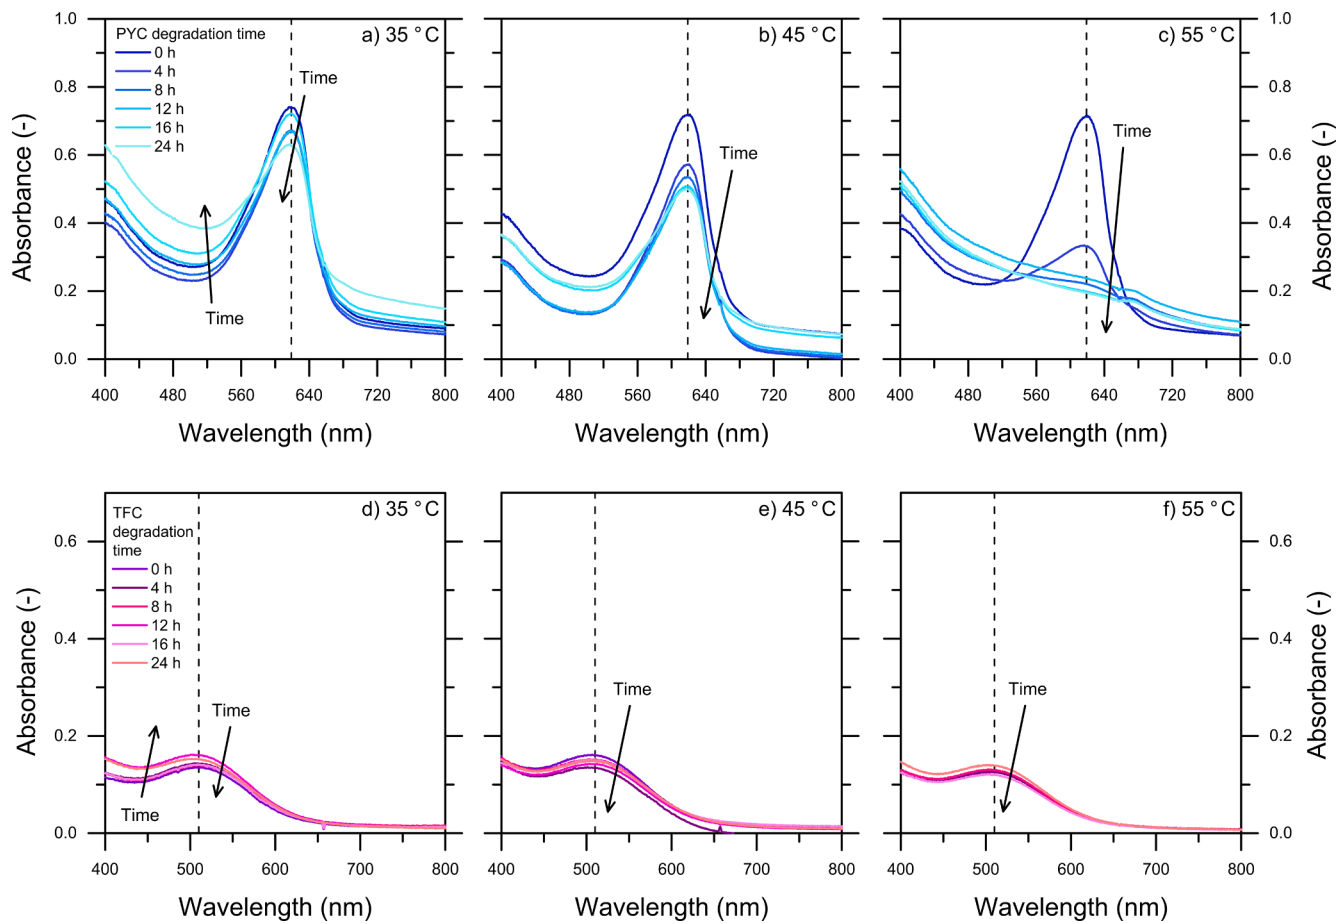 a) 35 °C
PYC degradation time
0 h
4 h
8 h
12 h
16 h
24 h
Time
Time
Absorbance (-)
1.0
0.8
0.6
0.4
0.2
0.0
400 480 560 640 720 800
Wavelength (nm)
b) 45 °C
Time
400 480 560 640 720 800
Wavelength (nm)
c) 55 °C
Time
1.0
0.8
0.6
0.4
0.2
0.0
Absorbance (-)
400 480 560 640 720 800
Wavelength (nm)
d) 35 °C
TFC
degradation
time
0 h
4 h
8 h
12 h
16 h
24 h
Time
Time
Absorbance (-)
0.6
0.4
0.2
0.0
400 500 600 700 800
Wavelength (nm)
e) 45 °C
Time
400 500 600 700 800
Wavelength (nm)
f) 55 °C
Time
0.6
0.4
0.2
0.0
Absorbance (-)
400 500 600 700 800
Wavelength (nm)